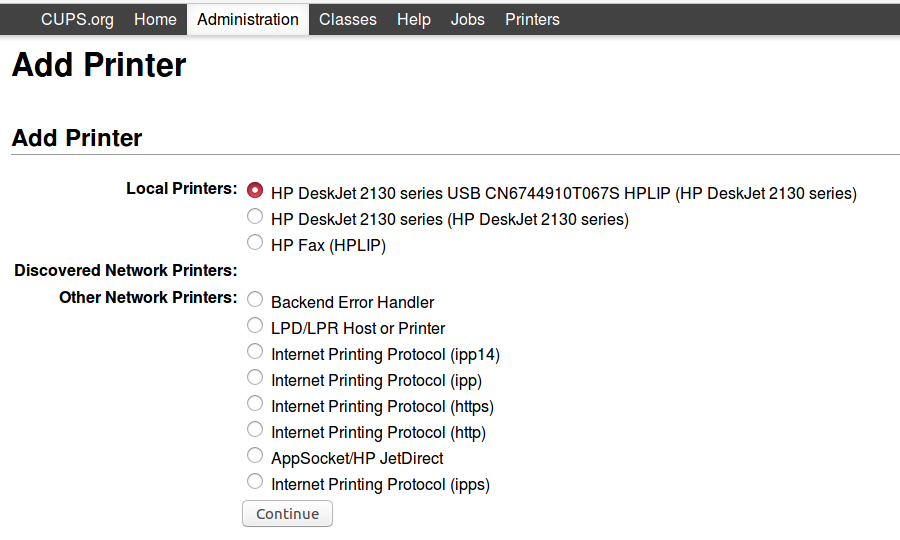 CUPS.org Home Administration Classes Help Jobs Printers
Add Printer
Add Printer
Local Printers: HP DeskJet 2130 series USB CN6744910T067S HPLIP (HP DeskJet 2130 series)
HP DeskJet 2130 series (HP DeskJet 2130 series)
HP Fax (HPLIP)
Discovered Network Printers:
Other Network Printers: Backend Error Handler
LPD/LPR Host or Printer
Internet Printing Protocol (ipp14)
Internet Printing Protocol (ipp)
Internet Printing Protocol (https)
Internet Printing Protocol (http)
AppSocket/HP JetDirect
Internet Printing Protocol (ipps)
Continue